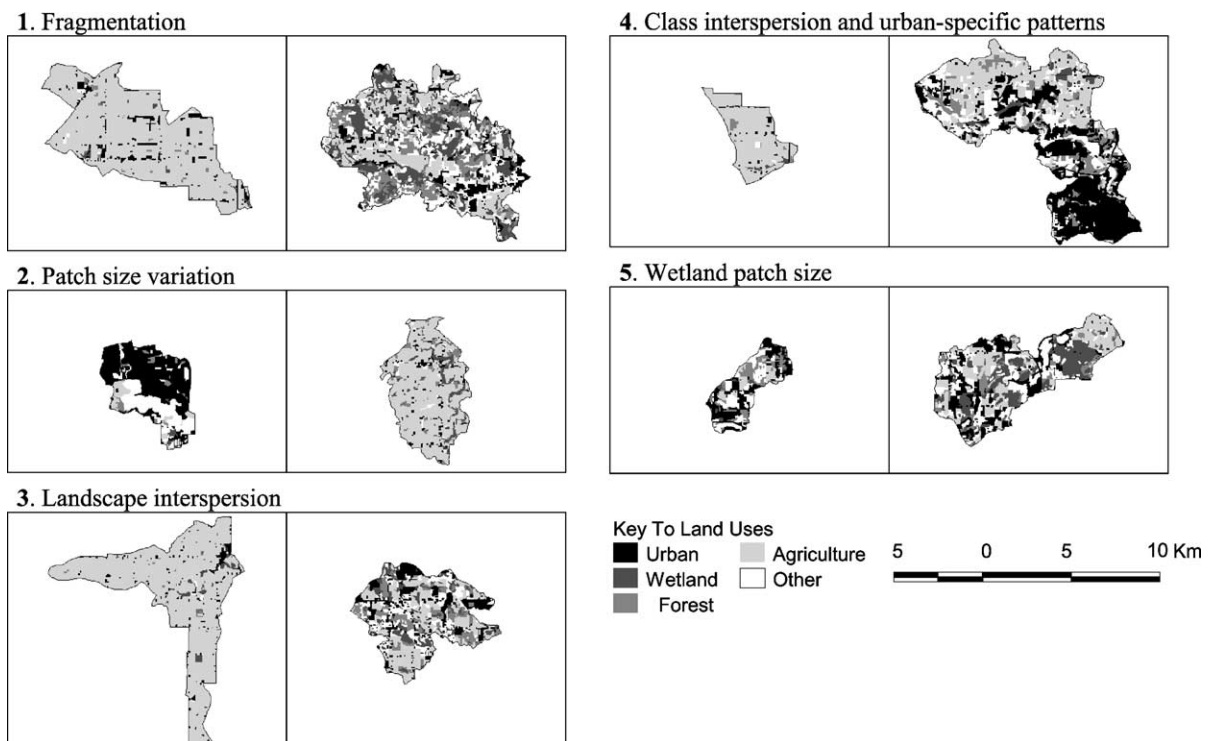 1. Fragmentation
2. Patch size variation
3. Landscape interspersion
4. Class interspersion and urban-specific patterns
5. Wetland patch size
Key To Land Uses
Urban Agriculture
Wetland Other
Forest
5 0 5 10 Km